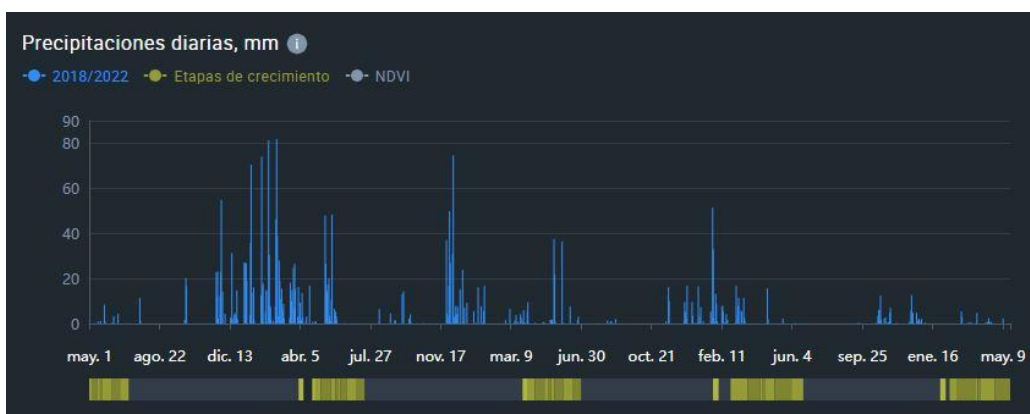 Precipitaciones diarias, mm i
2018/2022 Etapas de crecimiento NDVI
90
80
60
40
20
0
may. 1 ago. 22 dic. 13 abr. 5 jul. 27 nov. 17 mar. 9 jun. 30 oct. 21 feb. 11 jun. 4 sep. 25 ene. 16 may. 9